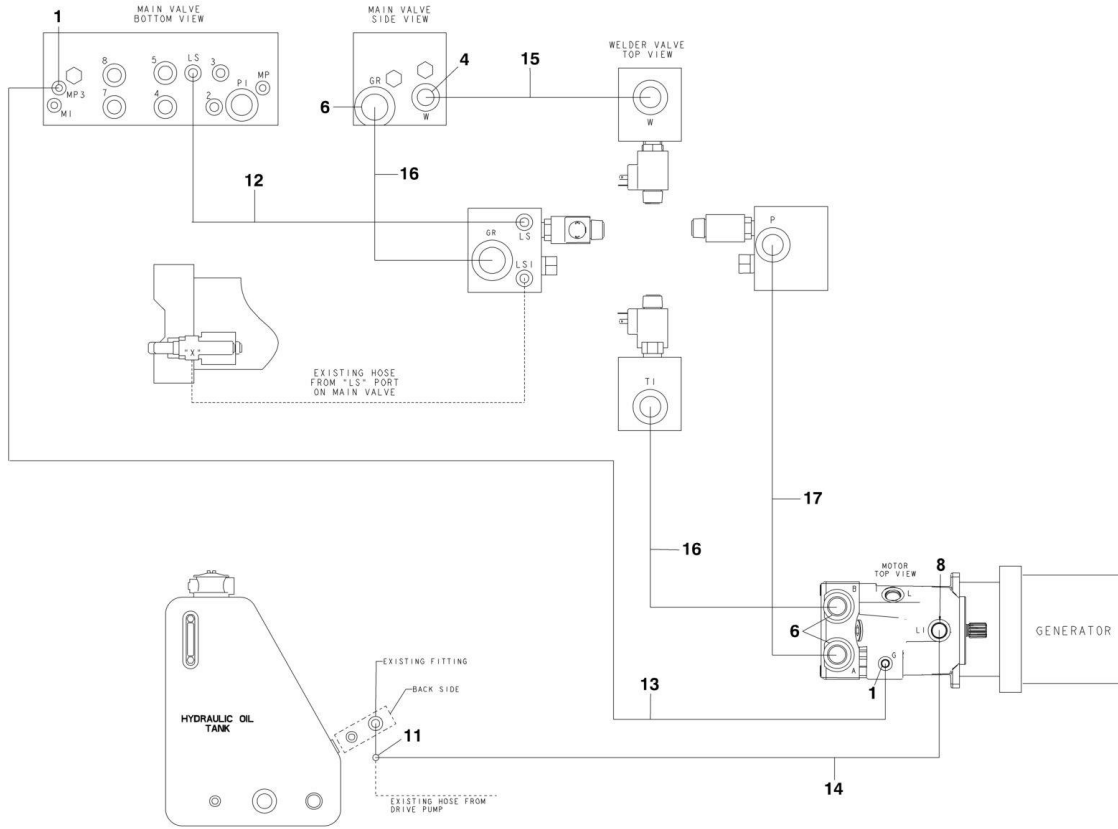 1
MAIN VALVE
BOTTOM VIEW
MAIN VALVE
SIDE VIEW
WELDER VALVE
TOP VIEW
8
5
LS
3
MP
MP3
PI
7
4
2
MI
GR
4
15
6
W
W
16
12
P
GR
LS
LSI
"X"
EXISTING HOSE
FROM "LS" PORT
ON MAIN VALVE
TI
17
16
MOTOR
TOP VIEW
8
B
L
6
LI
GENERATOR
A
G
1
EXISTING FITTING
BACK SIDE
13
HYDRAULIC OIL
TANK
11
14
EXISTING HOSE FROM
DRIVE PUMP